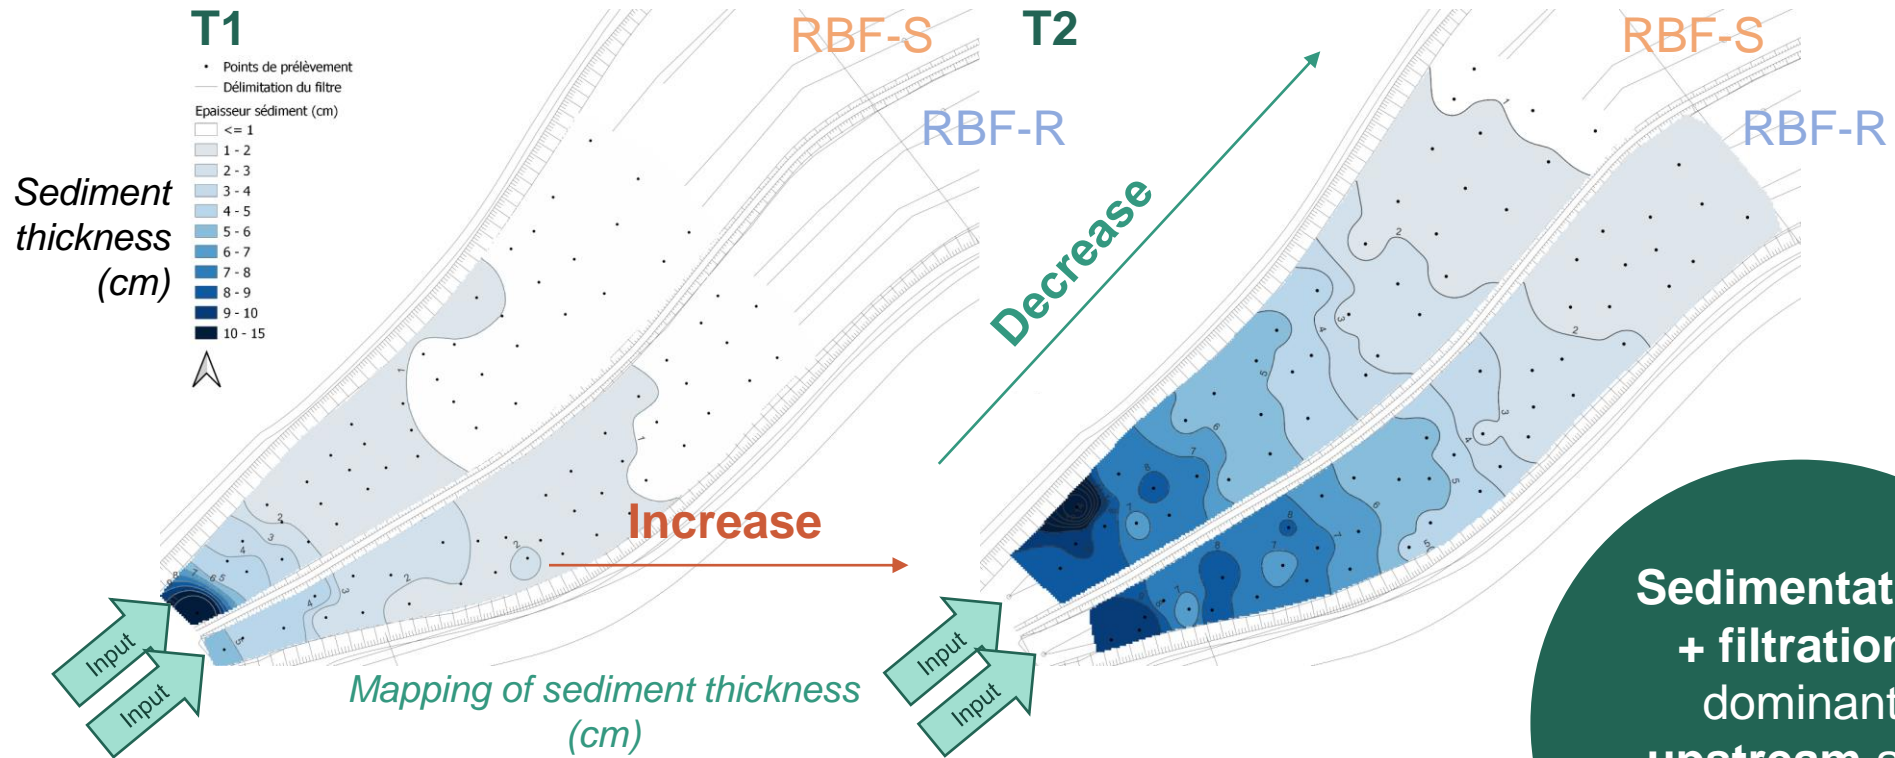 T1
RBF-S
T2
RBF-S
Points de prélèvement
Délimitation du filtre
Epaisseur sédiment (cm)
<= 1
1 - 2
2 - 3
3 - 4
4 - 5
5 - 6
6 - 7
7 - 8
8 - 9
9 - 10
10 - 15
RBF-R
RBF-R
Sediment
thickness
(cm)
Decrease
Increase
Input
Input
Input
Input
Mapping of sediment thickness
(cm)
Sedimentat
+ filtration
dominant
upstream